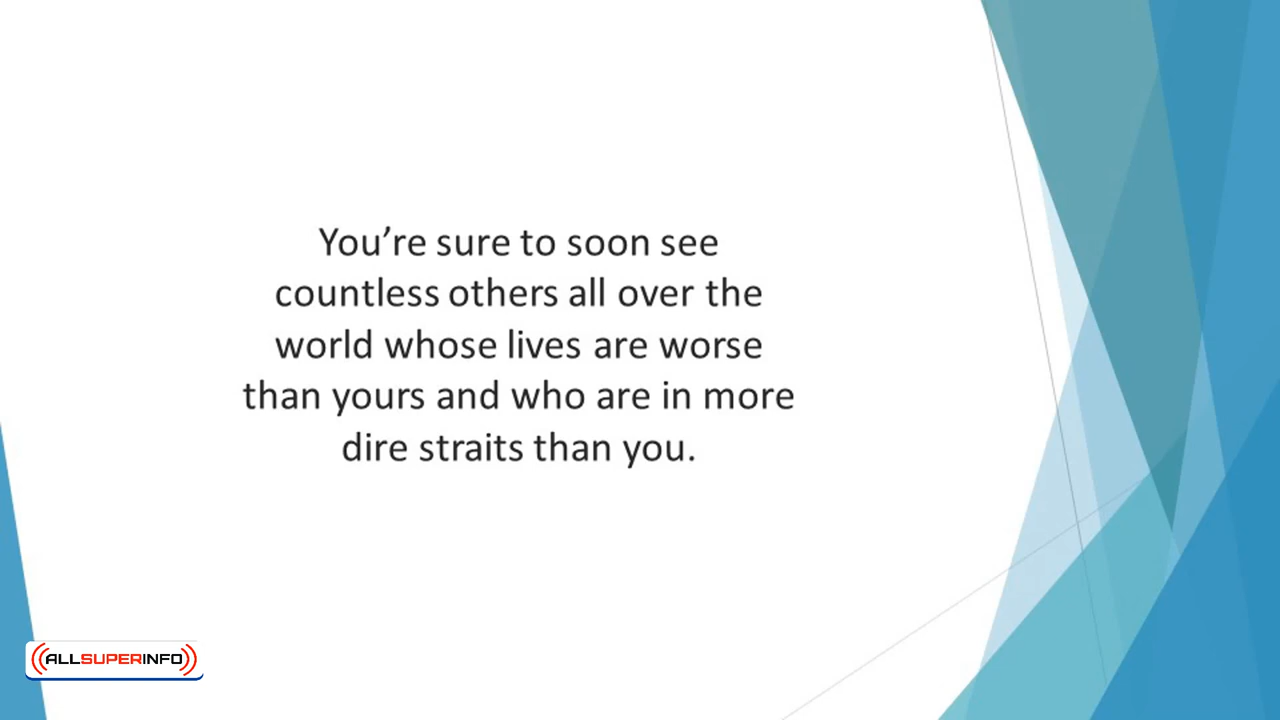 You’re sure to soon see
countless others all over the
world whose lives are worse
than yours and who are in more
dire straits than you.
ALLSUPERINFO